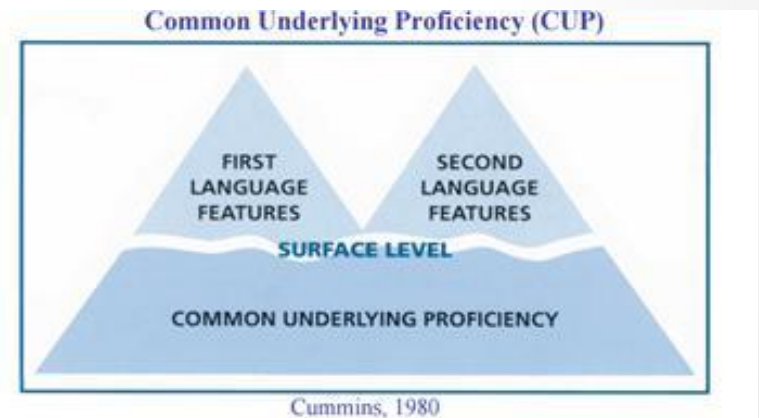 Common Underlying Proficiency (CUP)
FIRST
LANGUAGE
FEATURES
SECOND
LANGUAGE
FEATURES
SURFACE LEVEL
COMMON UNDERLYING PROFICIENCY
Cummins, 1980